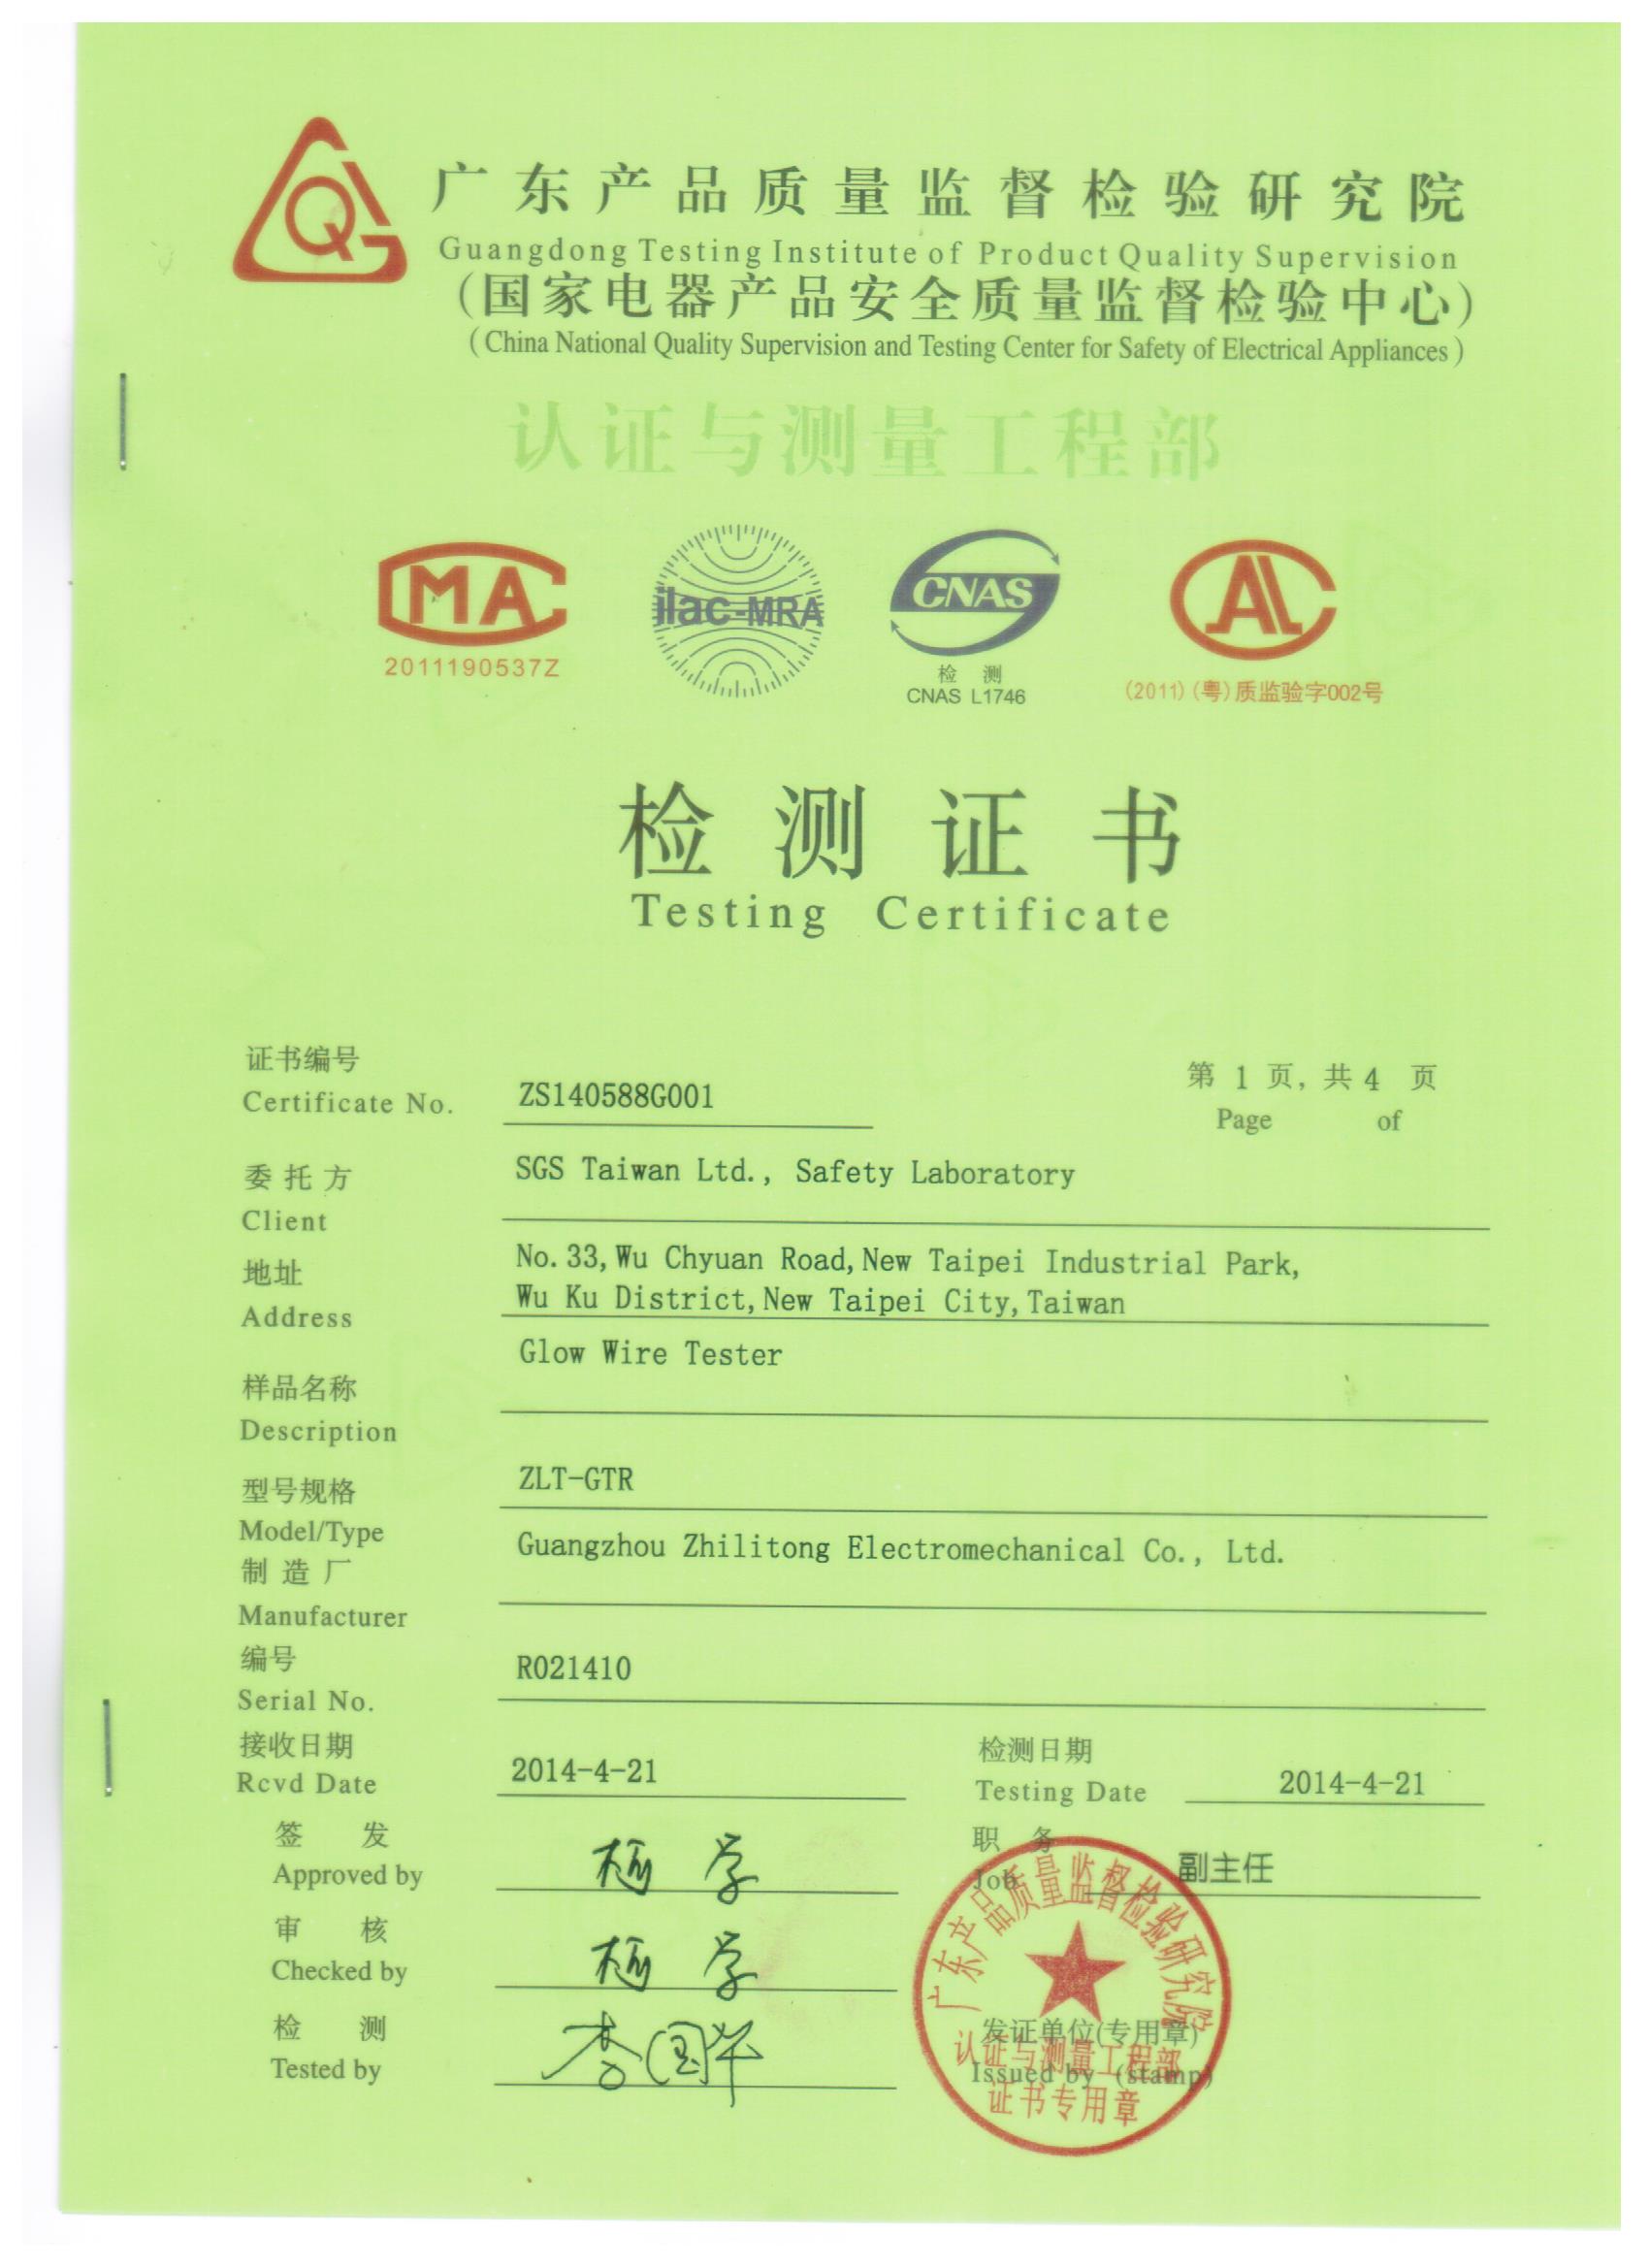 广东产品质量监督检验研究院
Guangdong Testing Institute of Product Quality Supervision
(国家电器产品安全质量监督检验中心)
(China National Quality Supervision and Testing Center for Safety of Electrical Appliances)
认证与测量工程部
MA
2011190537Z
ilac-MRA
CNAS
检 测
CNAS L1746
(2011)(粤)质监验字002号
检测证书
Testing Certificate
证书编号
Certificate No. ZS140588G001
第 1 页, 共 4 页
Page of
委托方
Client SGS Taiwan Ltd., Safety Laboratory
地址
Address No.33,Wu Chyuan Road,New Taipei Industrial Park,
Wu Ku District,New Taipei City,Taiwan
样品名称
Description Glow Wire Tester
型号规格
Model/Type ZLT-GTR
制造厂
Manufacturer Guangzhou Zhilitong Electromechanical Co., Ltd.
编号
Serial No. R021410
接收日期
Rcvd Date 2014-4-21
检测日期
Testing Date 2014-4-21
签 发
Approved by
职 务
Job 副主任
审 核
Checked by
检 测
Tested by 李国华
发证单位(专用章)
Issued by (stamp)
广东产品质量监督检验研究院
认证与测量工程部
证书专用章